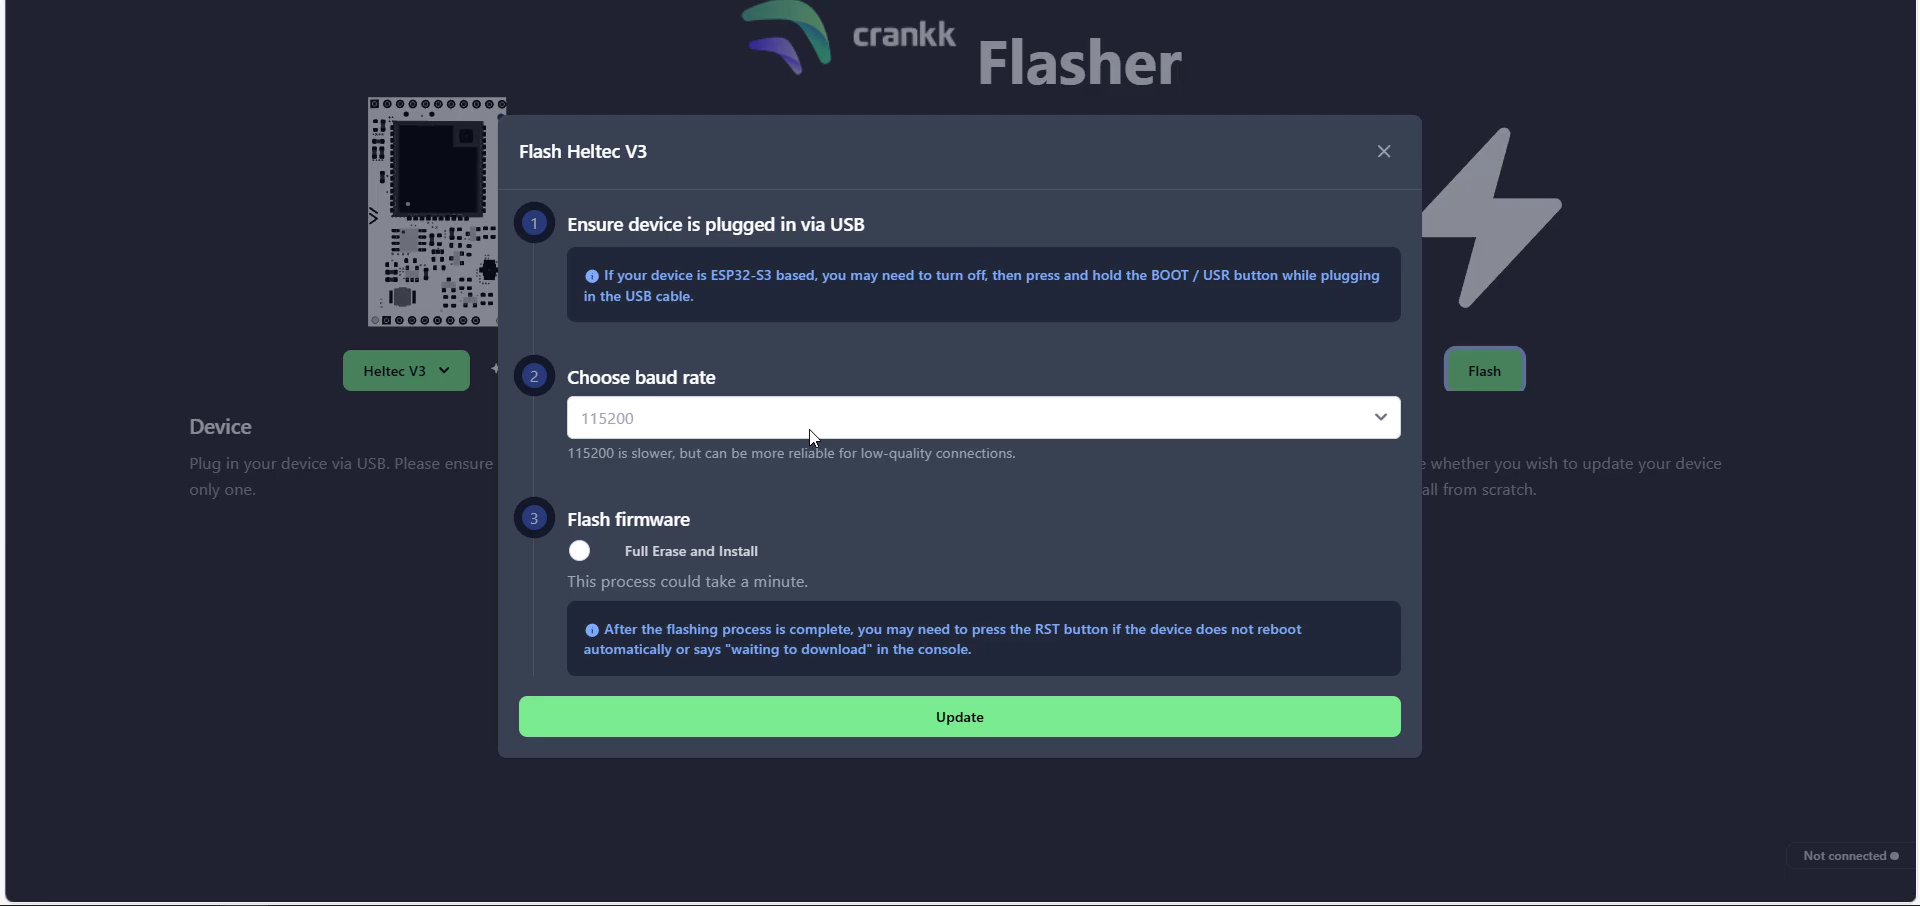 crankk
Flasher
Flash Heltec V3
1
Ensure device is plugged in via USB
If your device is ESP32-S3 based, you may need to turn off, then press and hold the BOOT / USR button while plugging
in the USB cable.
2
Choose baud rate
115200
115200 is slower, but can be more reliable for low-quality connections.
3
Flash firmware
Full Erase and Install
This process could take a minute.
After the flashing process is complete, you may need to press the RST button if the device does not reboot
automatically or says "waiting to download" in the console.
Update
Heltec V3
Device
Plug in your device via USB. Please ensure
only one.
Flash
whether you wish to update your device
all from scratch.
Not connected